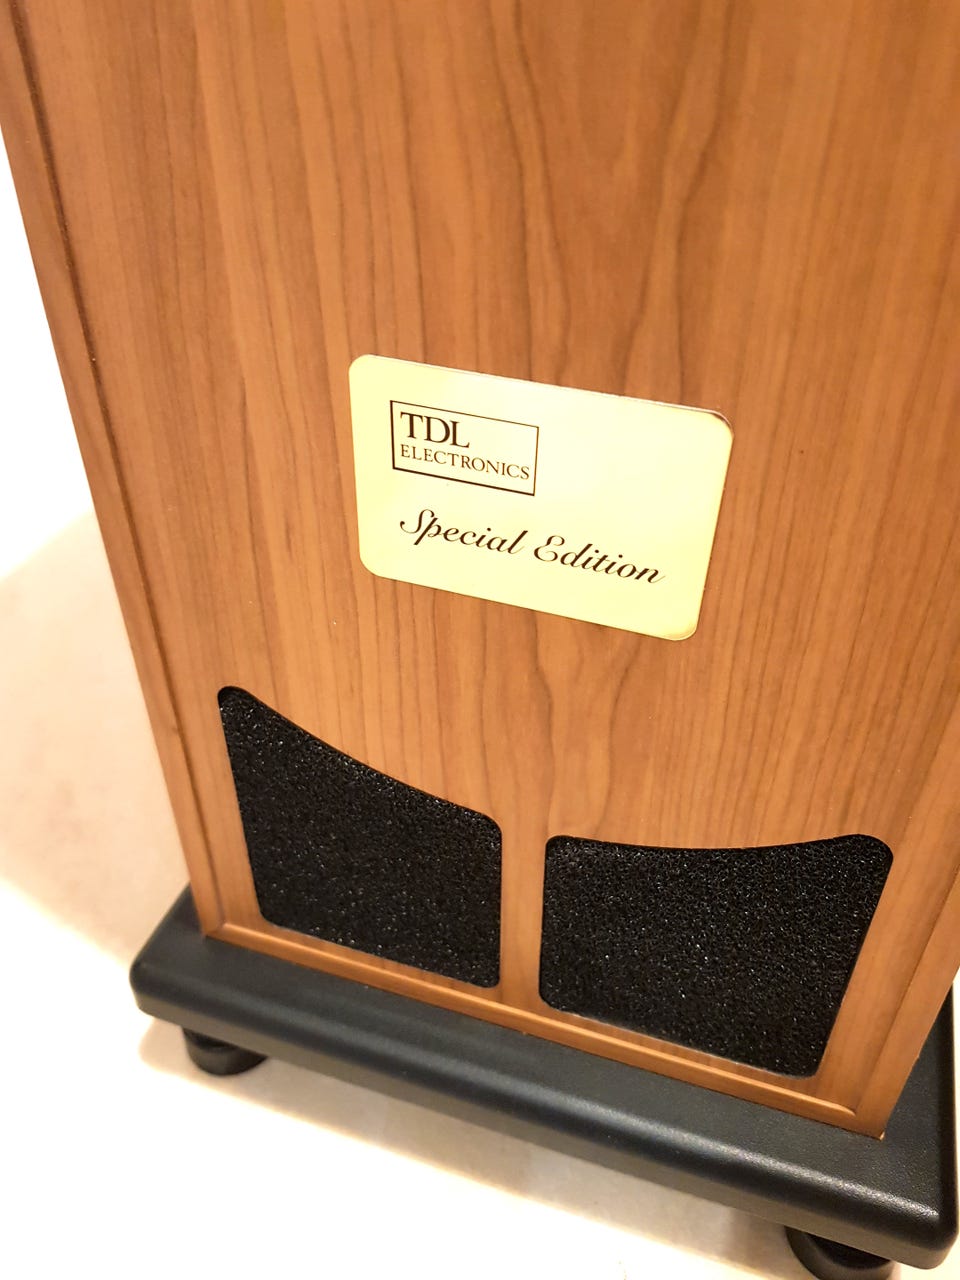 TDL
ELECTRONICS
Special Edition